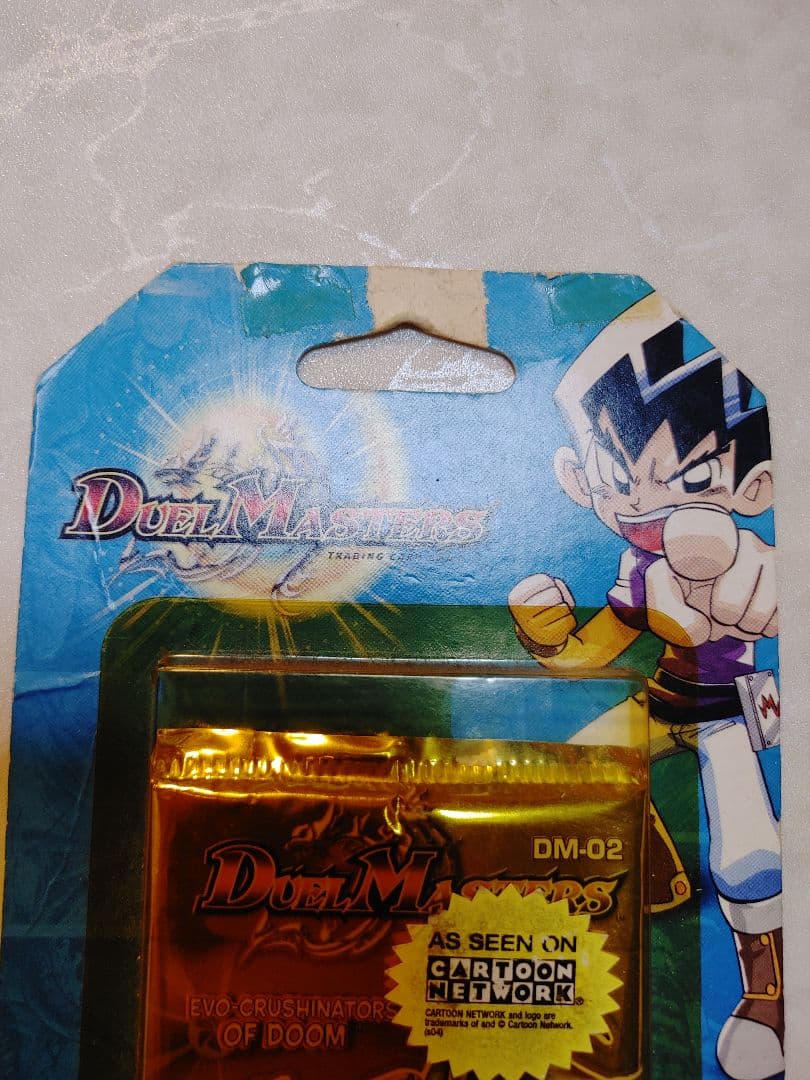 DUEL MASTERS
TRADING
DM-02
DUEL MASTERS
AS SEEN ON
CARTOON
NETWORK
CARTOON NETWORK and logo are
trademarks of and © Cartoon Network.
(s04)
EVO-CRUSHINATORS
OF DOOM